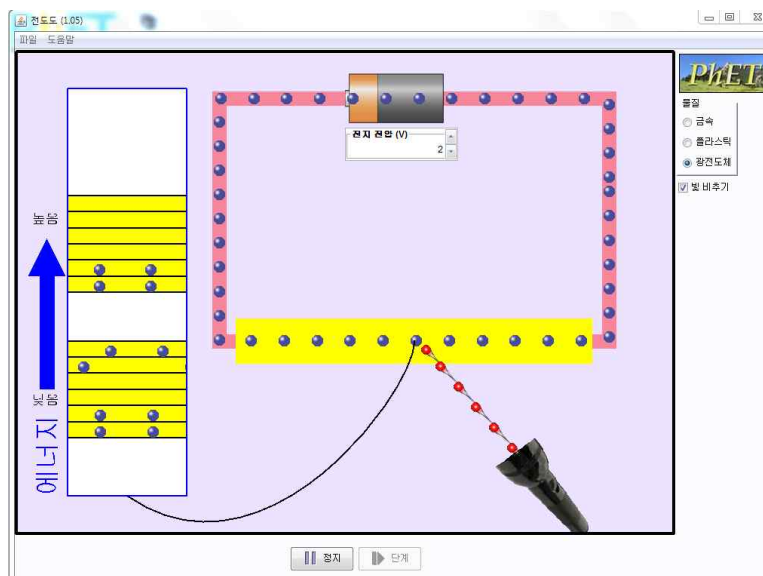 전도도 (1.05)
파일 도움말
PhET
물질
금속
플라스틱
광전도체
빛 비추기
전지 전압 (V)
2
높음
낮음
에너지
정지
단계